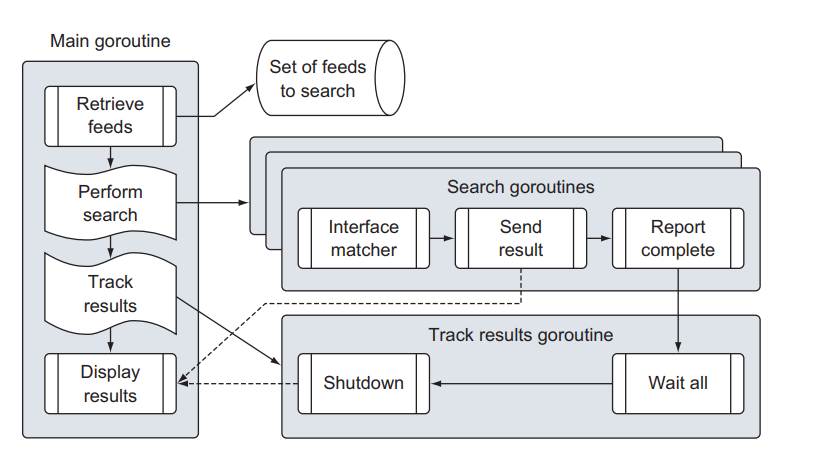 Main goroutine
Retrieve
feeds
Set of feeds
to search
Perform
search
Track
results
Display
results
Search goroutines
Interface
matcher
Send
result
Report
complete
Track results goroutine
Shutdown
Wait all